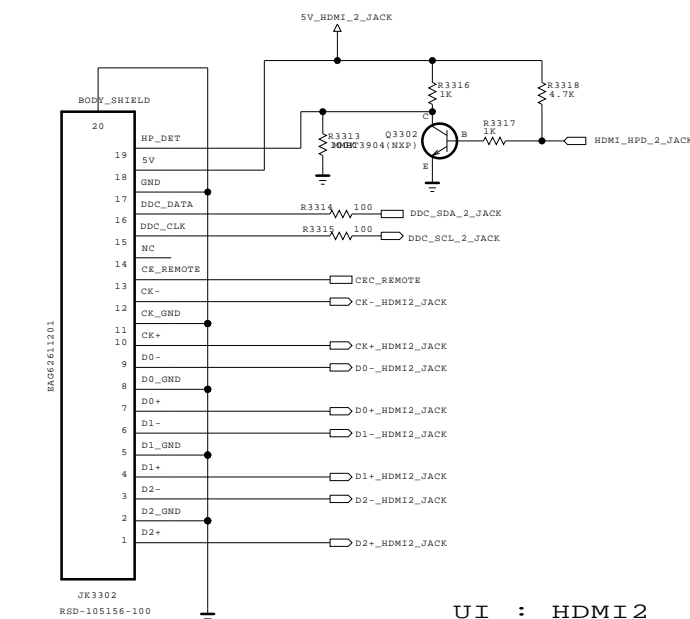 5V_HDMI_2_JACK
BODY_SHIELD
20
R3316
1K
R3318
4.7K
R3317
1K
C
Q3302
MMBT3904(NXP)
B
E
R3313
HDMI_HPD_2_JACK
HP_DET
19
5V
18
GND
17
DDC_DATA
R3314 100
DDC_SDA_2_JACK
16
DDC_CLK
R3315 100
DDC_SCL_2_JACK
15
NC
14
CE_REMOTE
CEC_REMOTE
13
CK-
CK-_HDMI2_JACK
12
CK_GND
11
CK+
10
CK+_HDMI2_JACK
D0-
9
D0-_HDMI2_JACK
D0_GND
8
D0+
7
D0+_HDMI2_JACK
D1-
6
D1-_HDMI2_JACK
D1_GND
5
D1+
4
D1+_HDMI2_JACK
D2-
3
D2-_HDMI2_JACK
D2_GND
2
D2+
1
D2+_HDMI2_JACK
EAG62611201
JK3302
RSD-105156-100
UI : HDMI2